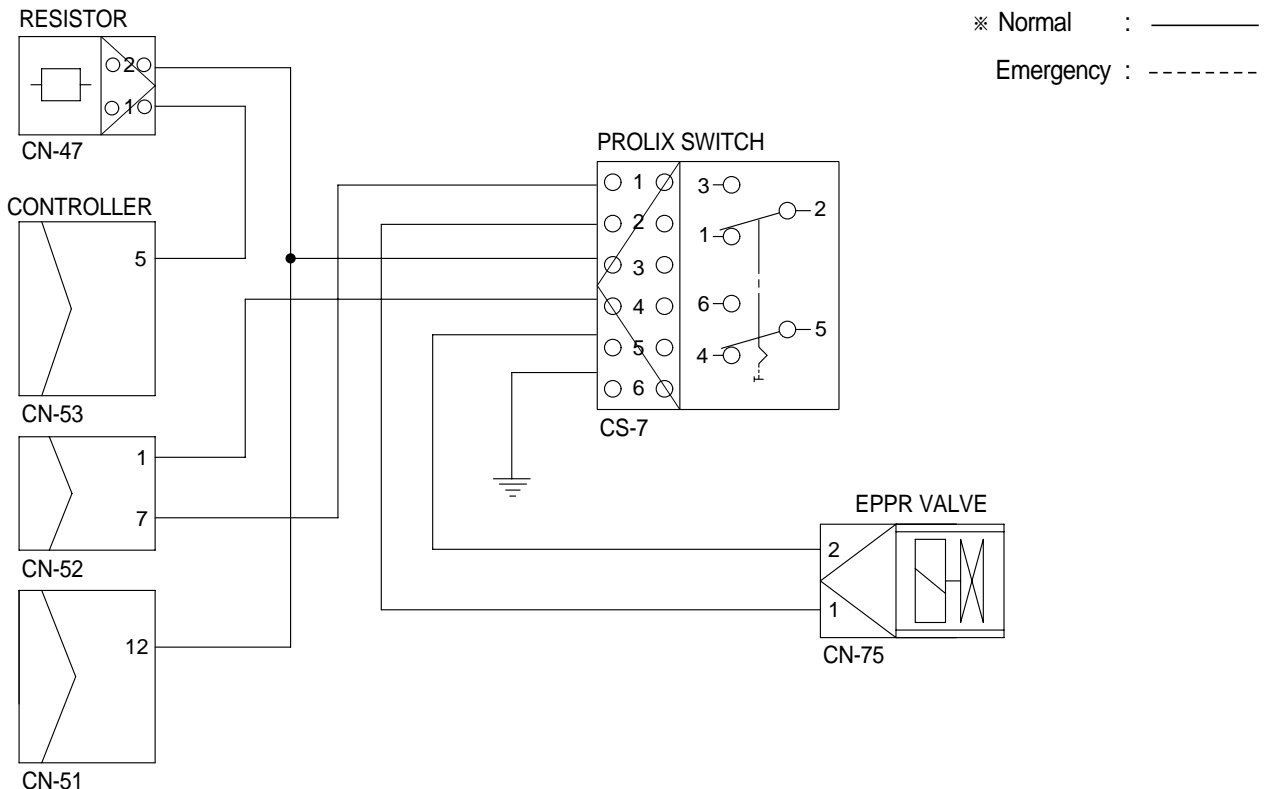 RESISTOR
2
1
CN-47
※ Normal :
Emergency :
CONTROLLER
5
CN-53
1
7
CN-52
12
CN-51
PROLIX SWITCH
1
2
3
4
5
6
3
2
1
6
5
4
CS-7
EPPR VALVE
2
1
CN-75